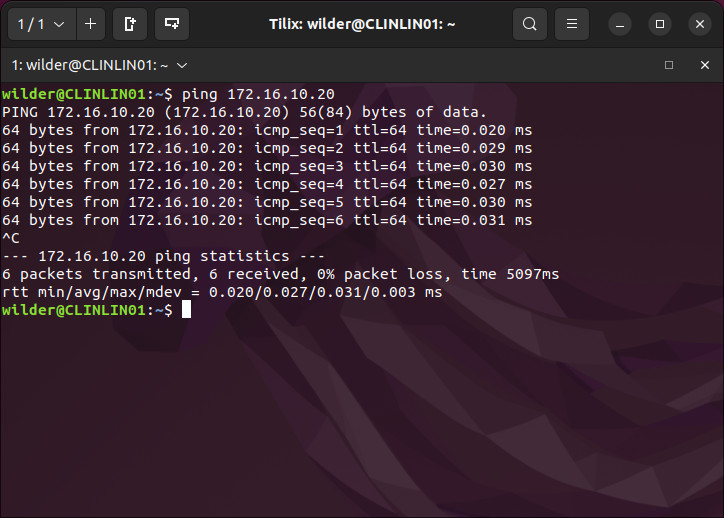 1 / 1
Tilix: wilder@CLINLIN01: ~
1: wilder@CLINLIN01: ~
wilder@CLINLIN01:~$ ping 172.16.10.20
PING 172.16.10.20 (172.16.10.20) 56(84) bytes of data.
64 bytes from 172.16.10.20: icmp_seq=1 ttl=64 time=0.020 ms
64 bytes from 172.16.10.20: icmp_seq=2 ttl=64 time=0.029 ms
64 bytes from 172.16.10.20: icmp_seq=3 ttl=64 time=0.030 ms
64 bytes from 172.16.10.20: icmp_seq=4 ttl=64 time=0.027 ms
64 bytes from 172.16.10.20: icmp_seq=5 ttl=64 time=0.030 ms
64 bytes from 172.16.10.20: icmp_seq=6 ttl=64 time=0.031 ms
^C
--- 172.16.10.20 ping statistics ---
6 packets transmitted, 6 received, 0% packet loss, time 5097ms
rtt min/avg/max/mdev = 0.020/0.027/0.031/0.003 ms
wilder@CLINLIN01:~$